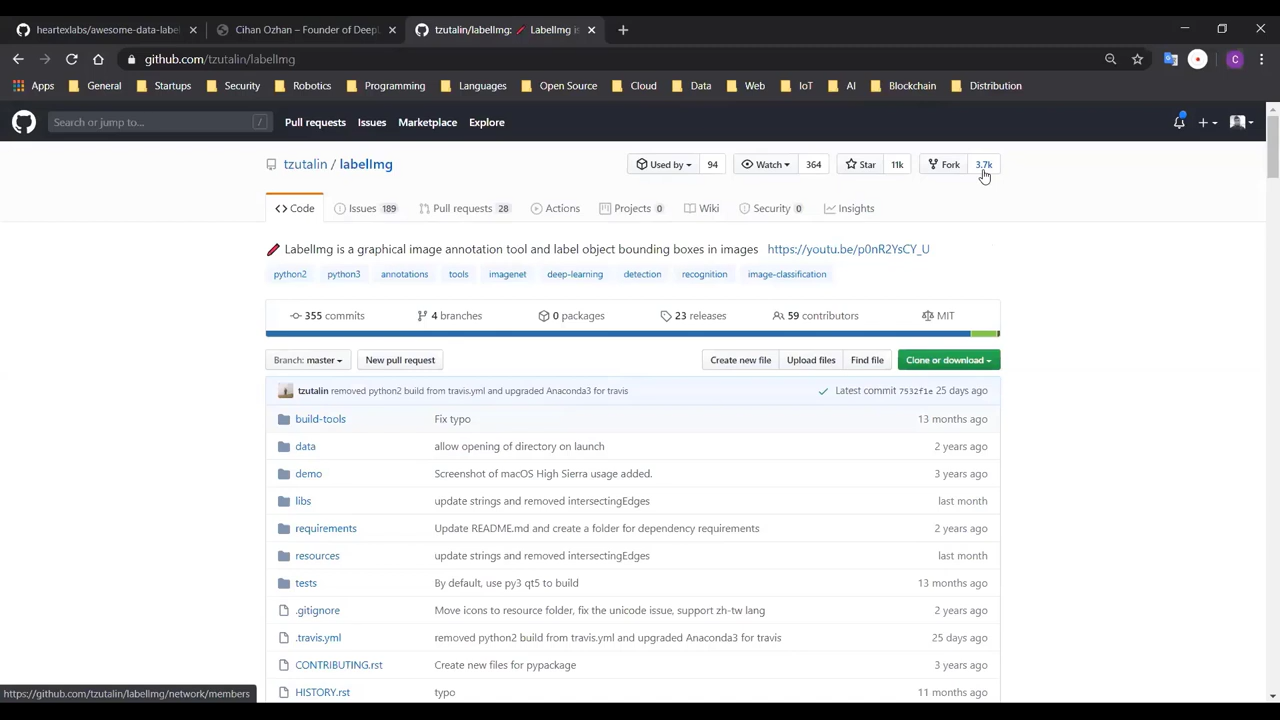 heartexlabs/awesome-data-label
Cihan Ozhan – Founder of DeepL
tzutalin/labelImg: LabelImg is
github.com/tzutalin/labelImg
C
Apps General Startups Security Robotics Programming Languages Open Source Cloud Data Web IoT AI Blockchain Distribution
Search or jump to... / Pull requests Issues Marketplace Explore
tzutalin / labelImg Used by 94 Watch 364 Star 11k Fork 3.7k
Code Issues 189 Pull requests 28 Actions Projects 0 Wiki Security 0 Insights
LabelImg is a graphical image annotation tool and label object bounding boxes in images https://youtu.be/p0nR2YsCY_U
python2 python3 annotations tools imagenet deep-learning detection recognition image-classification
355 commits 4 branches 0 packages 23 releases 59 contributors MIT
Branch: master New pull request Create new file Upload files Find file Clone or download
tzutalin removed python2 build from travis.yml and upgraded Anaconda3 for travis Latest commit 7532f1e 25 days ago
build-tools Fix typo 13 months ago
data allow opening of directory on launch 2 years ago
demo Screenshot of macOS High Sierra usage added. 3 years ago
libs update strings and removed intersectingEdges last month
requirements Update README.md and create a folder for dependency requirements 2 years ago
resources update strings and removed intersectingEdges last month
tests By default, use py3 qt5 to build 13 months ago
.gitignore Move icons to resource folder, fix the unicode issue, support zh-tw lang 2 years ago
.travis.yml removed python2 build from travis.yml and upgraded Anaconda3 for travis 25 days ago
CONTRIBUTING.rst Create new files for pypackage 3 years ago
HISTORY.rst typo 11 months ago
https://github.com/tzutalin/labelImg/network/members